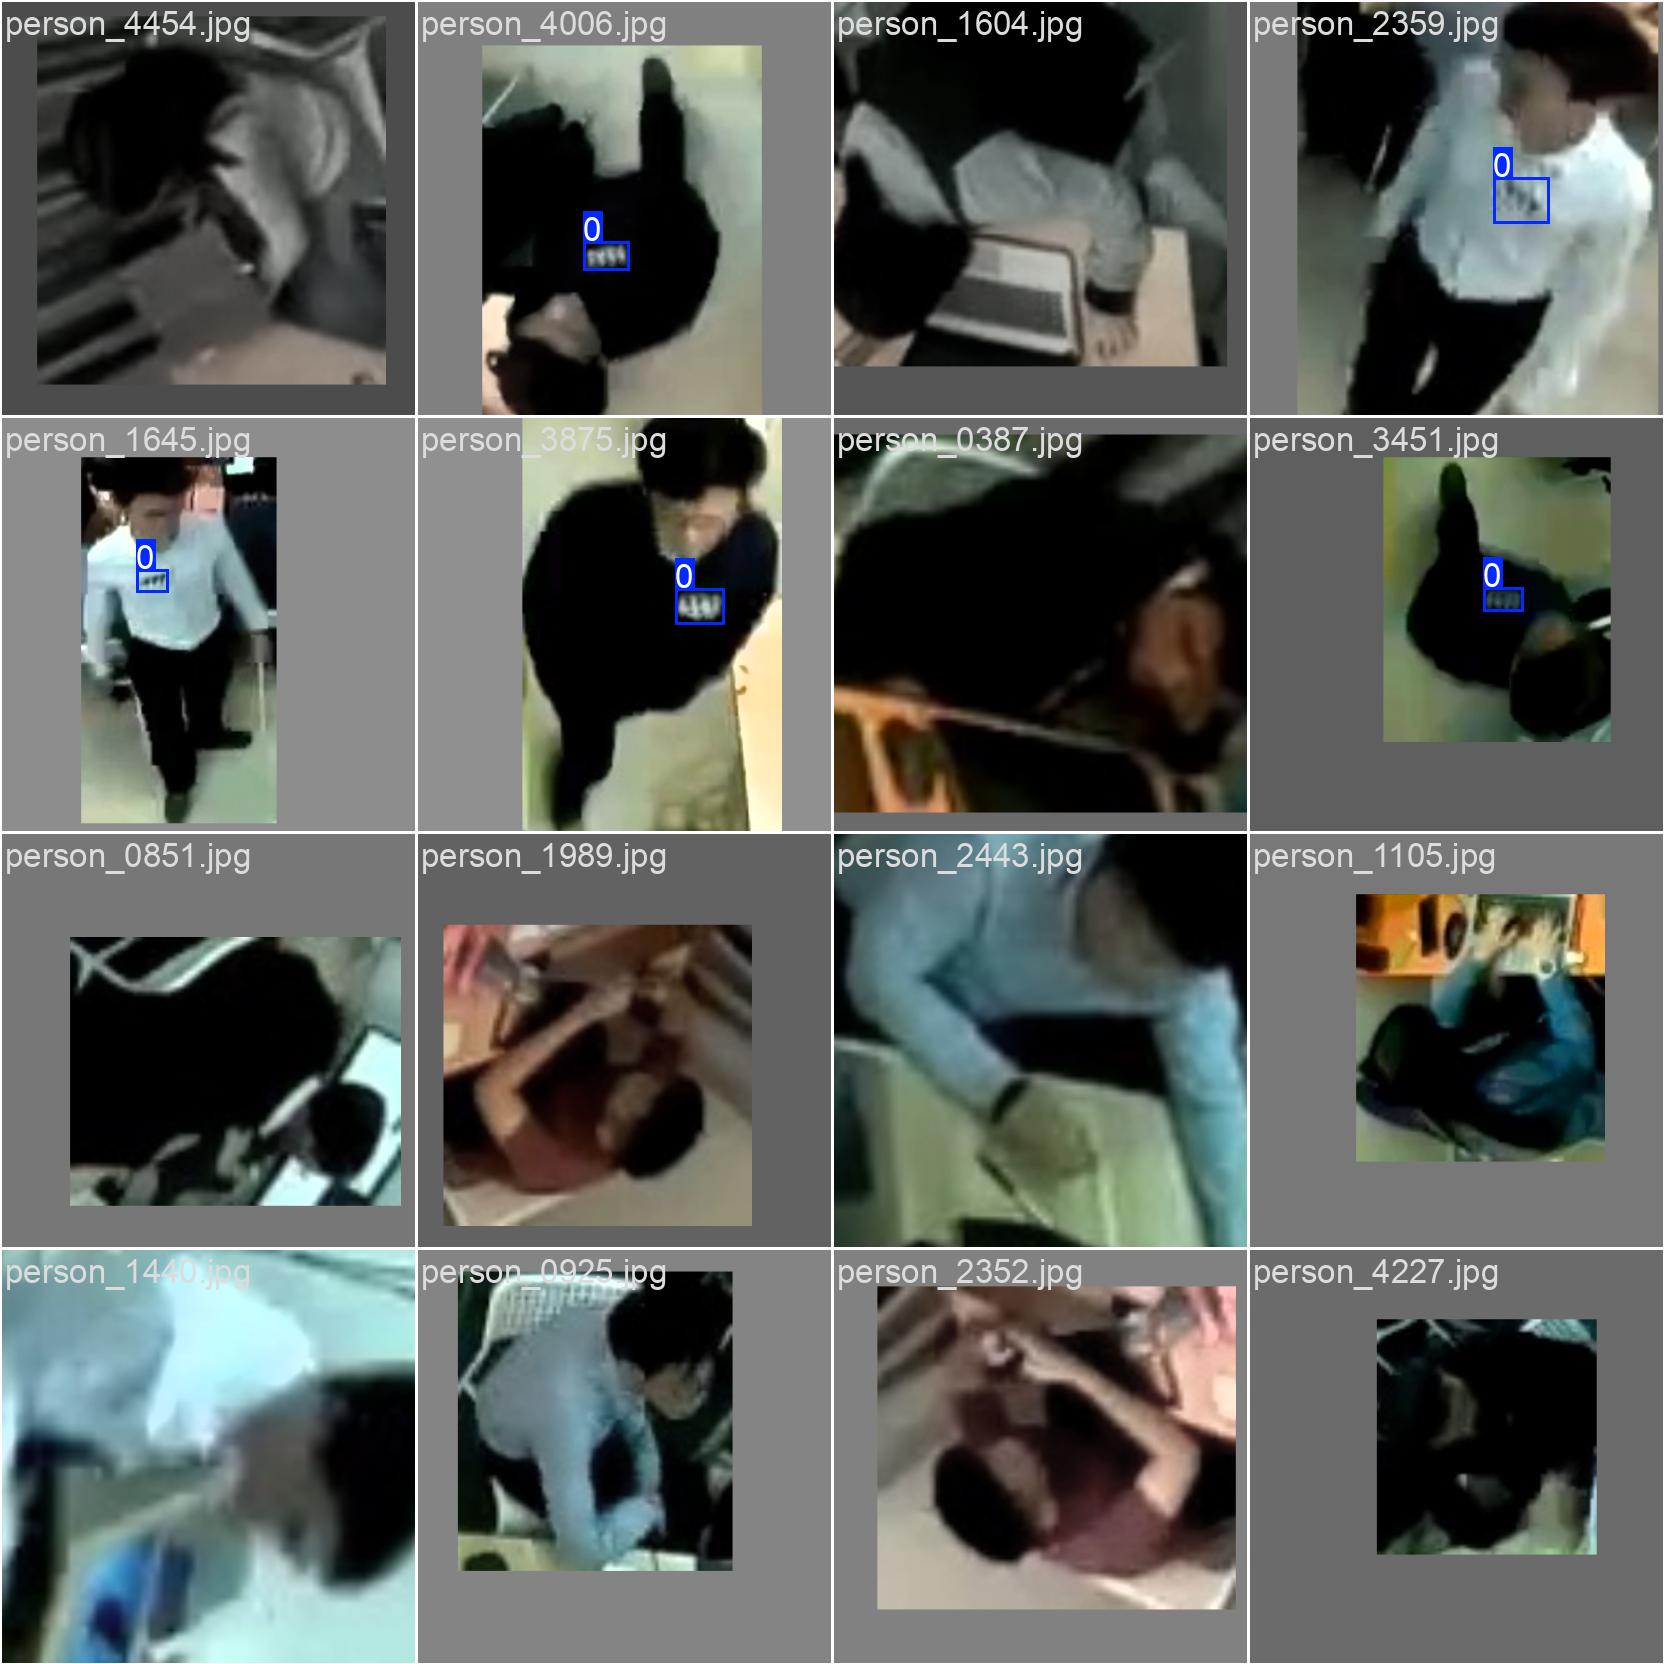 person_4454.jpg
person_4006.jpg
person_1604.jpg
person_2359.jpg
0
0
person_1645.jpg
person_3875.jpg
person_0387.jpg
person_3451.jpg
0
0
0
person_0851.jpg
person_1989.jpg
person_2443.jpg
person_1105.jpg
person_1440.jpg
person_0925.jpg
person_2352.jpg
person_4227.jpg